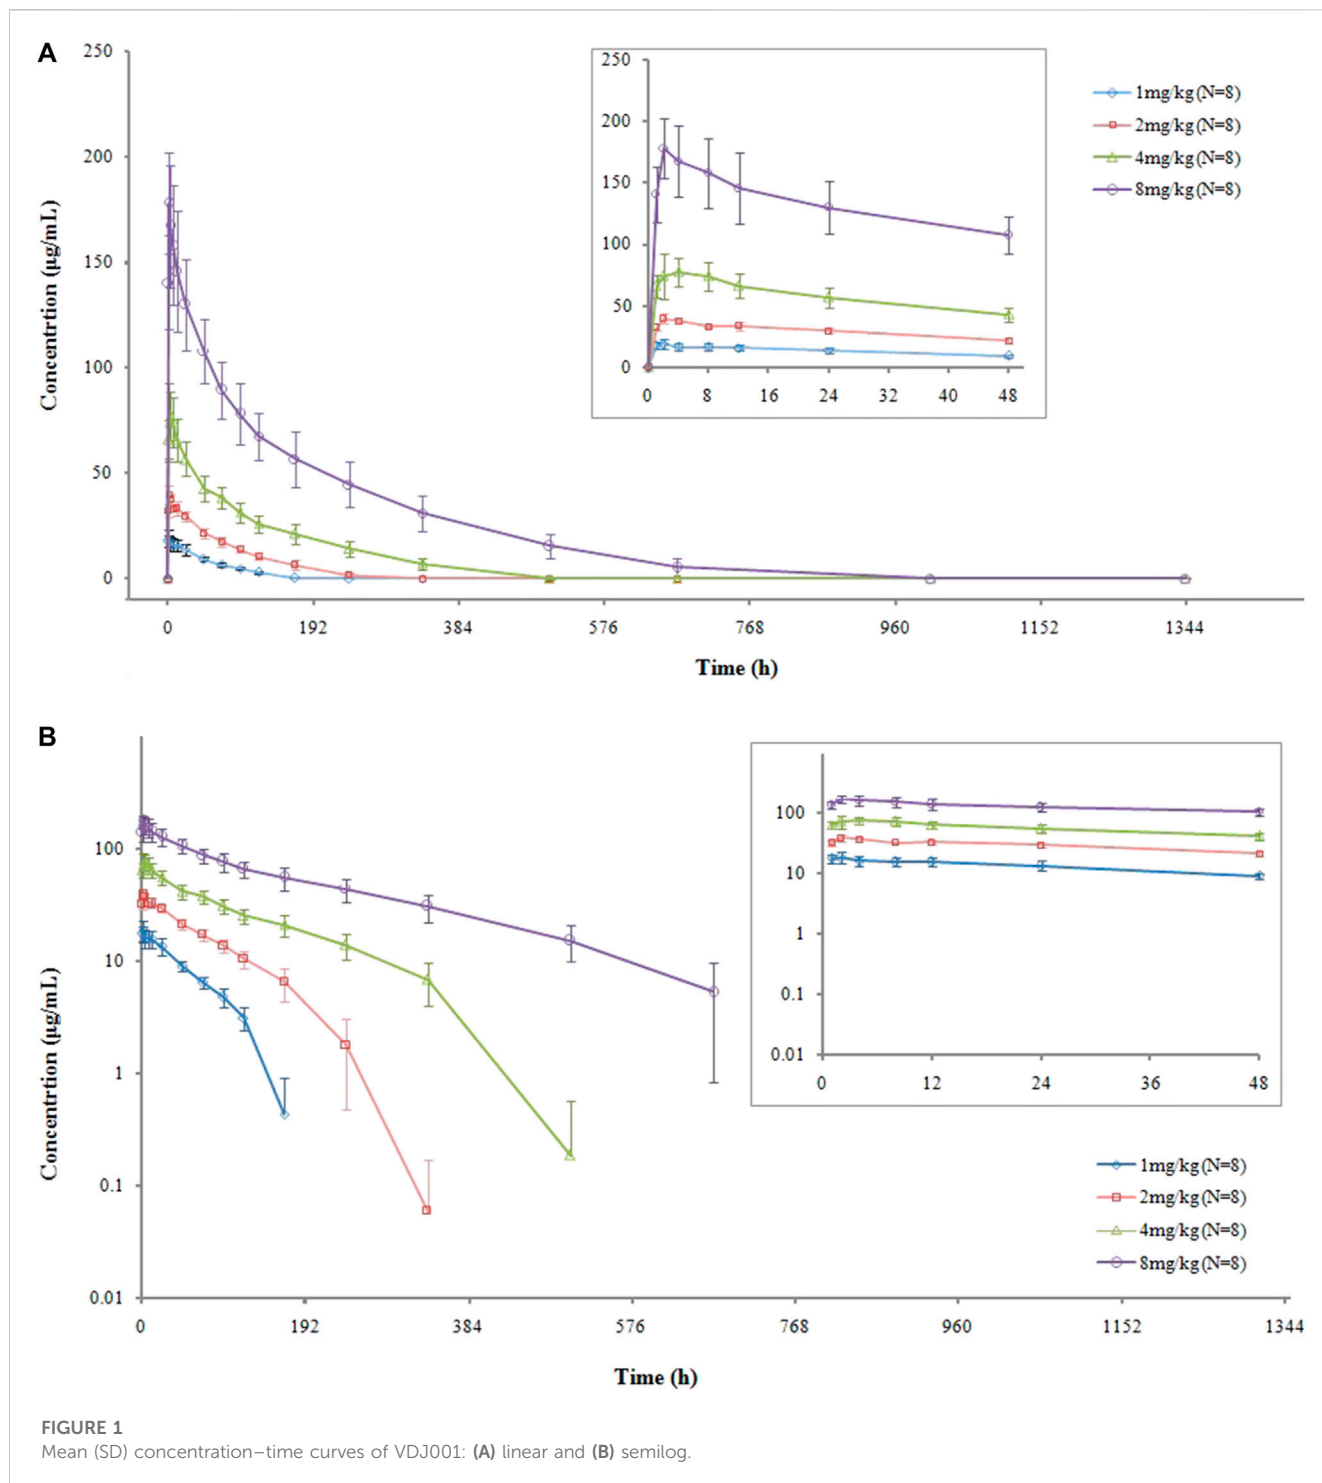 A
250
200
150
100
50
0
Concentrtion (µg/mL)
0 192 384 576 768 960 1152 1344
Time (h)
250
200
150
100
50
0
0 8 16 24 32 40 48
1mg/kg(N=8)
2mg/kg(N=8)
4mg/kg(N=8)
8mg/kg(N=8)
B
100
10
1
0.1
0.01
Concentrtion (µg/mL)
0 192 384 576 768 960 1152 1344
Time (h)
100
10
1
0.1
0.01
0 12 24 36 48
1mg/kg(N=8)
2mg/kg(N=8)
4mg/kg(N=8)
8mg/kg(N=8)
FIGURE 1
Mean (SD) concentration–time curves of VDJ001: (A) linear and (B) semilog.